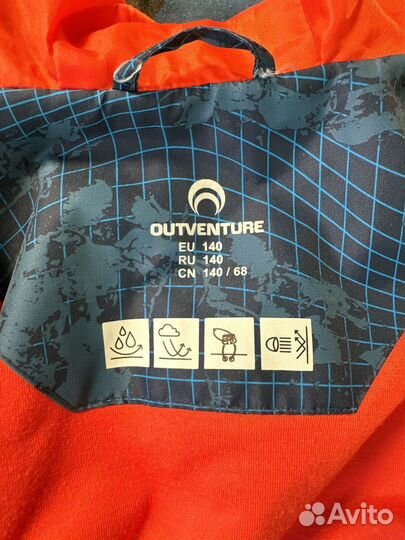 OUTVENTURE
EU 140
RU 140
CN 140 / 68
Avito